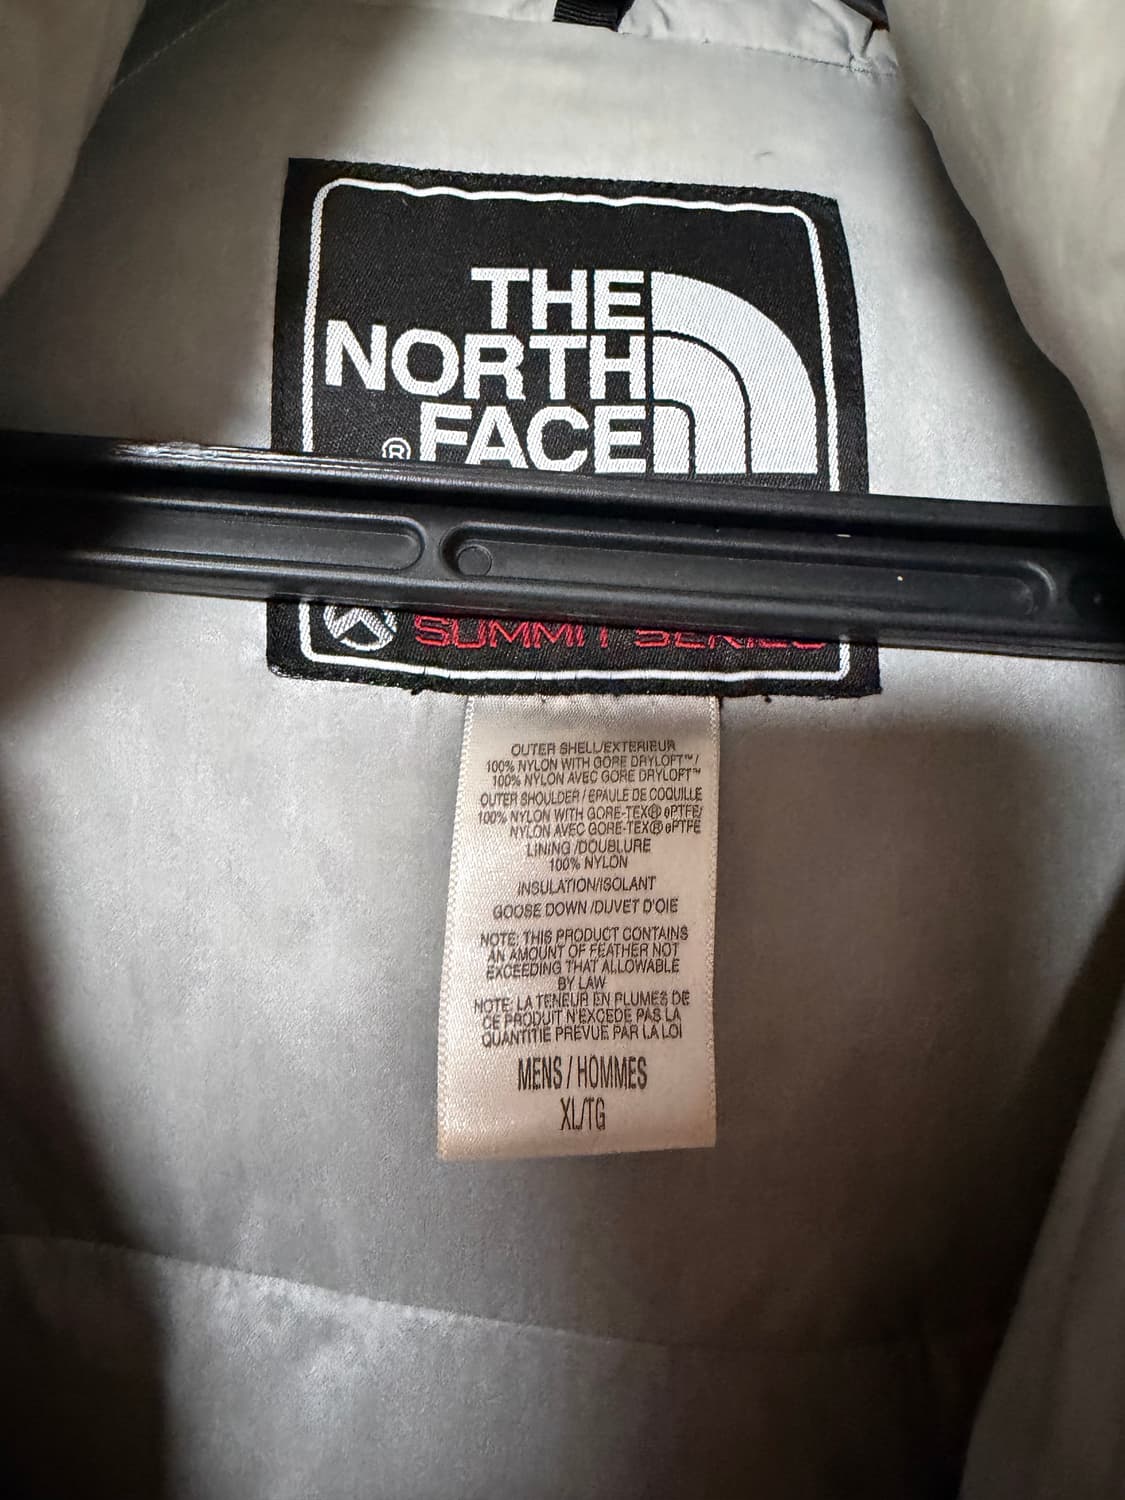 THE
NORTH
FACE
®
SUMMIT SERIES
OUTER SHELL/EXTERIEUR
100% NYLON WITH GORE DRYLOFT™/
100% NYLON AVEC GORE DRYLOFT™
OUTER SHOULDER / EPAULE DE COQUILLE
100% NYLON WITH GORE-TEX® ePTFE/
NYLON AVEC GORE-TEX® ePTFE
LINING /DOUBLURE
100% NYLON
INSULATION/ISOLANT
GOOSE DOWN /DUVET D'OIE
NOTE: THIS PRODUCT CONTAINS
AN AMOUNT OF FEATHER NOT
EXCEEDING THAT ALLOWABLE
BY LAW
NOTE: LA TENEUR EN PLUMES DE
CE PRODUIT N'EXCEDE PAS LA
QUANTITIE PREVUE PAR LA LOI
MENS / HOMMES
XL/TG